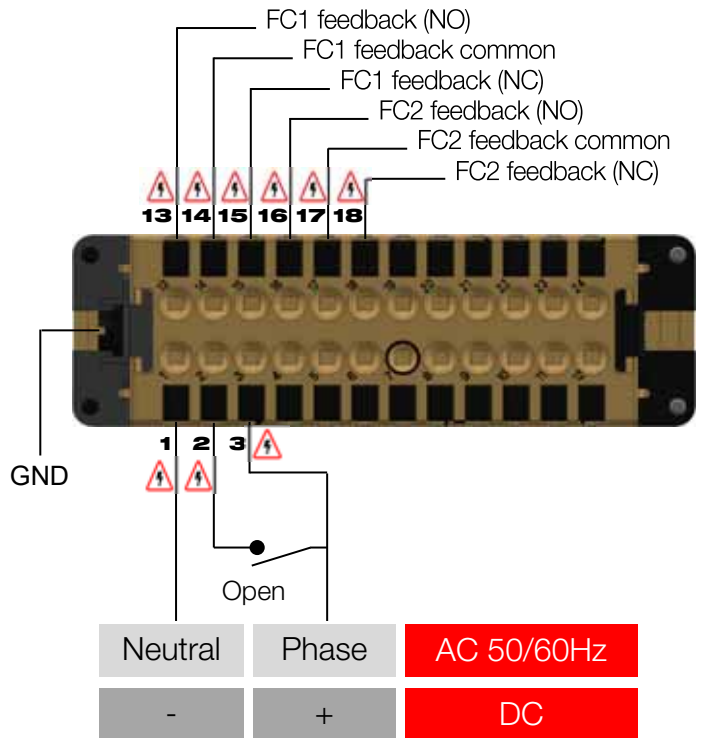 FC1 feedback (NO)
FC1 feedback common
FC1 feedback (NC)
FC2 feedback (NO)
FC2 feedback common
FC2 feedback (NC)
13 14 15 16 17 18
1 2 3
GND
Open
Neutral Phase AC 50/60Hz
- + DC